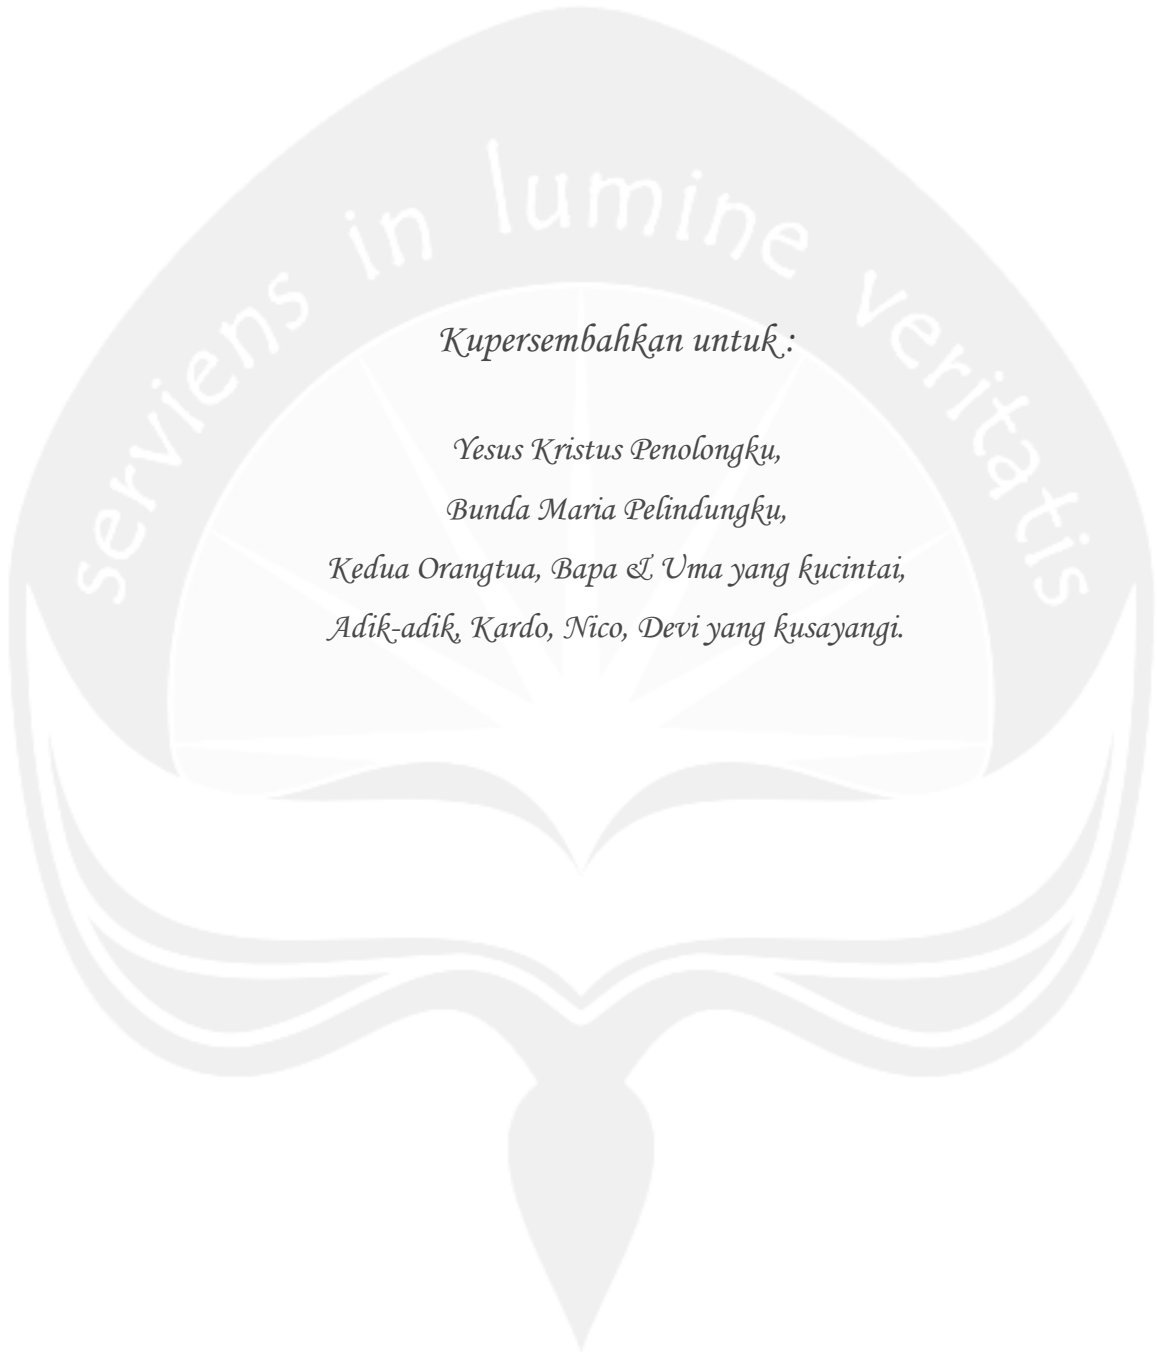 serviens in lumine veritatis
Kupersembahkan untuk :
Yesus Kristus Penolongku,
Bunda Maria Pelindungku,
Kedua Orangtua, Bapa & Uma yang kucintai,
Adik-adik, Kardo, Nico, Devi yang kusayangi.